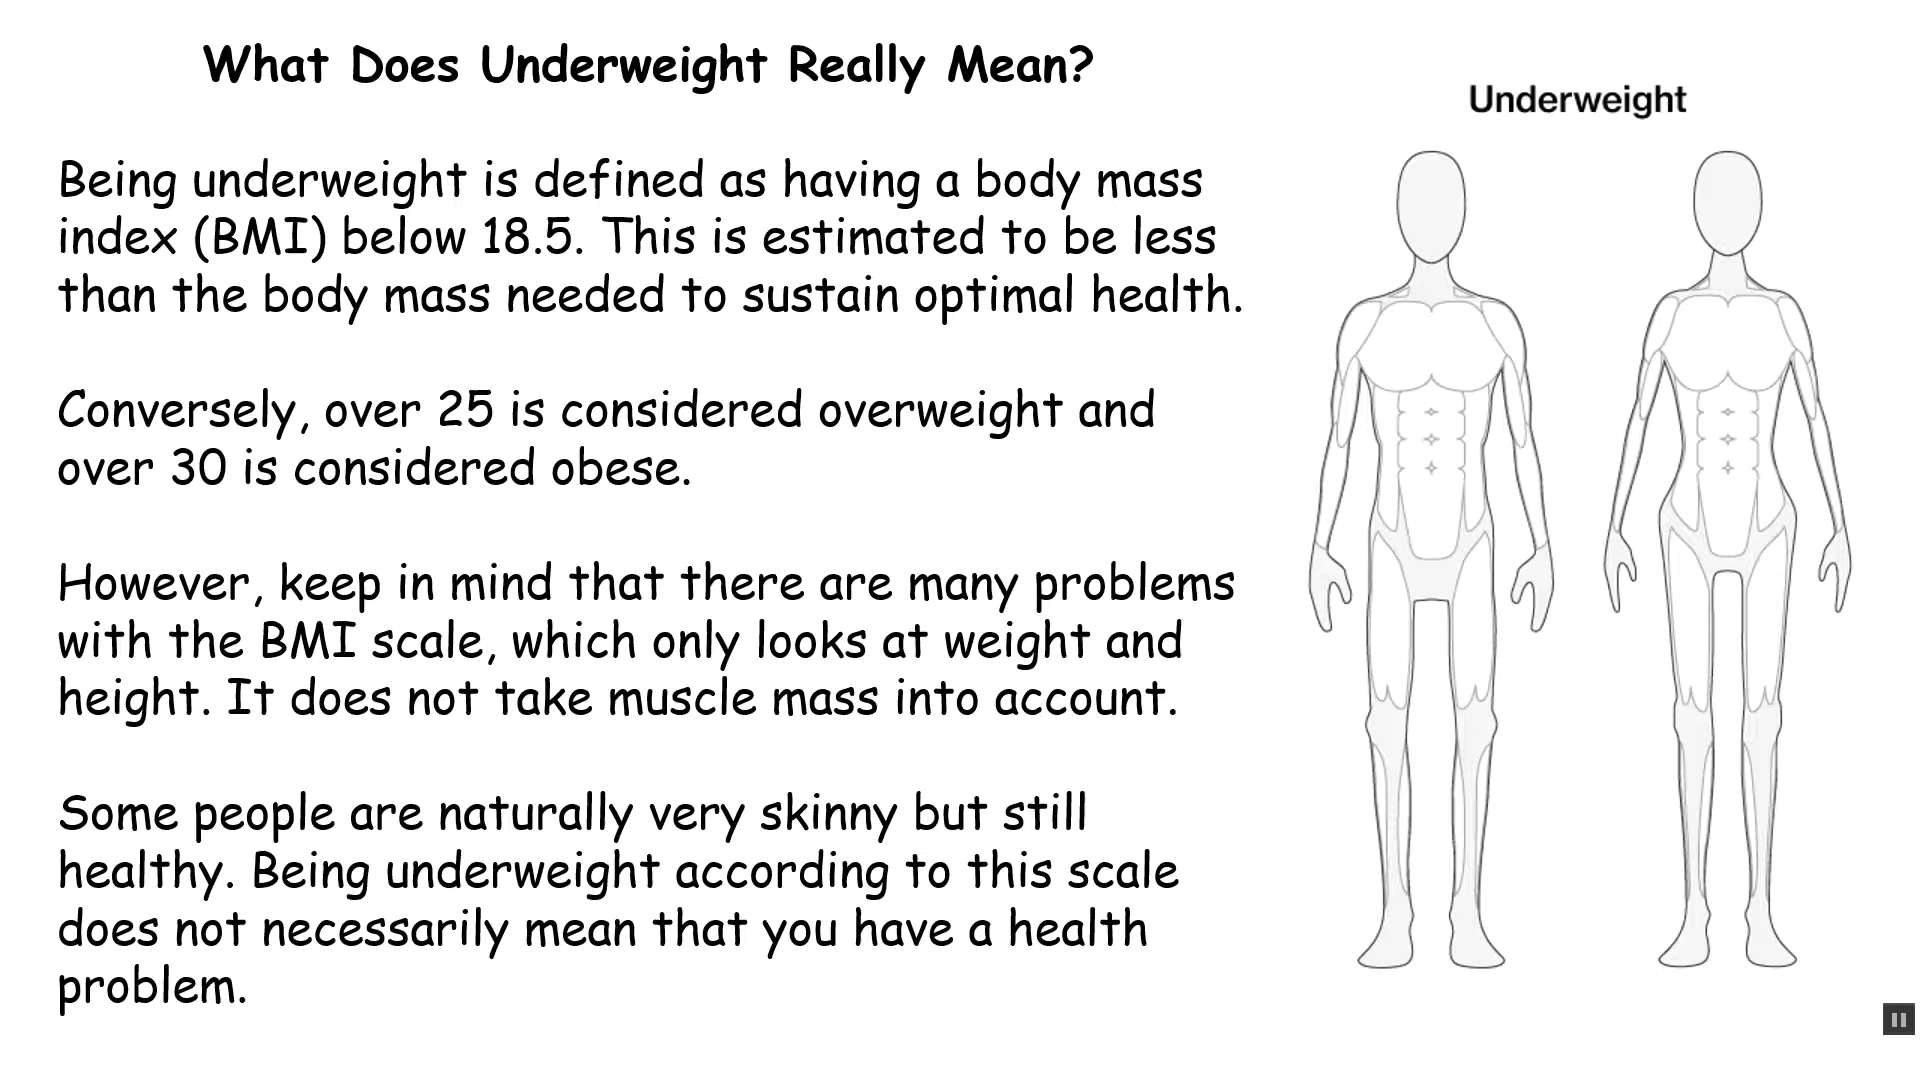 What Does Underweight Really Mean?
Underweight
Being underweight is defined as having a body mass
index (BMI) below 18.5. This is estimated to be less
than the body mass needed to sustain optimal health.
Conversely, over 25 is considered overweight and
over 30 is considered obese.
However, keep in mind that there are many problems
with the BMI scale, which only looks at weight and
height. It does not take muscle mass into account.
Some people are naturally very skinny but still
healthy. Being underweight according to this scale
does not necessarily mean that you have a health
problem.